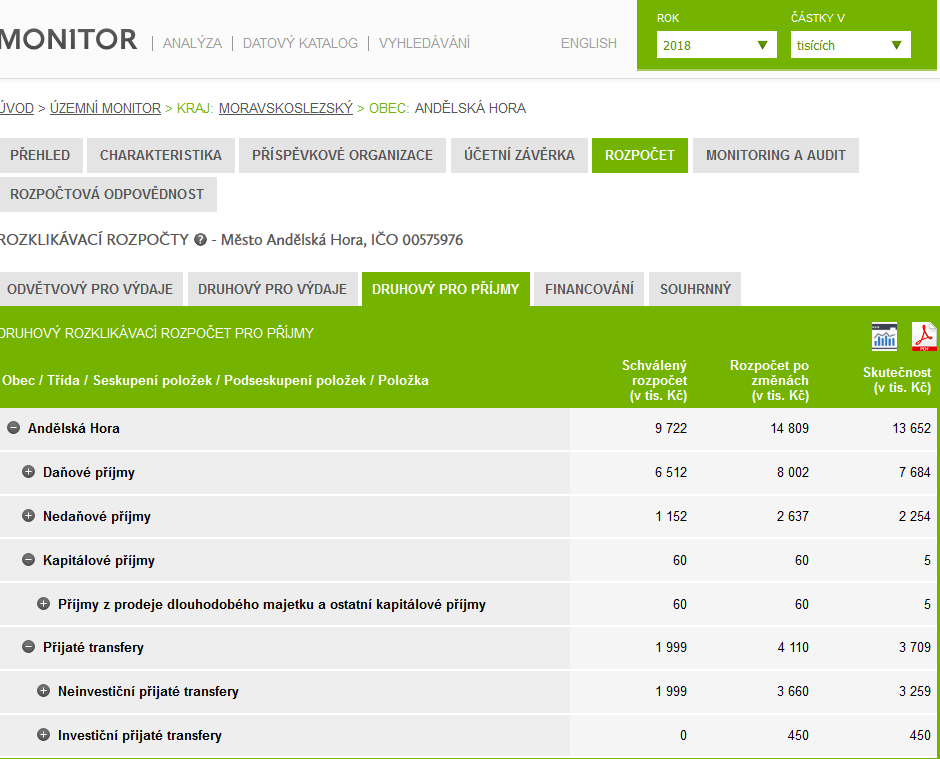 MONITOR | ANALÝZA | DATOVÝ KATALOG | VYHLEDÁVÁNÍ ENGLISH
ROK ČÁSTKY V
2018 tisících
ÚVOD > ÚZEMNÍ MONITOR > KRAJ: MORAVSKOSLEZSKÝ > OBEC: ANDĚLSKÁ HORA
PŘEHLED CHARAKTERISTIKA PŘÍSPĚVKOVÉ ORGANIZACE ÚČETNÍ ZÁVĚRKA ROZPOČET MONITORING A AUDIT
ROZPOČTOVÁ ODPOVĚDNOST
ROZKLIKÁVACÍ ROZPOČTY ? - Město Andělská Hora, IČO 00575976
ODVĚTVOVÝ PRO VÝDAJE DRUHOVÝ PRO VÝDAJE DRUHOVÝ PRO PŘÍJMY FINANCOVÁNÍ SOUHRNNÝ
DRUHOVÝ ROZKLIKÁVACÍ ROZPOČET PRO PŘÍJMY
PDF
Obec / Třída / Seskupení položek / Podseskupení položek / Položka
Schválený rozpočet (v tis. Kč)
Rozpočet po změnách (v tis. Kč)
Skutečnost (v tis. Kč)
Andělská Hora 9 722 14 809 13 652
Daňové příjmy 6 512 8 002 7 684
Nedaňové příjmy 1 152 2 637 2 254
Kapitálové příjmy 60 60 5
Příjmy z prodeje dlouhodobého majetku a ostatní kapitálové příjmy 60 60 5
Přijaté transfery 1 999 4 110 3 709
Neinvestiční přijaté transfery 1 999 3 660 3 259
Investiční přijaté transfery 0 450 450